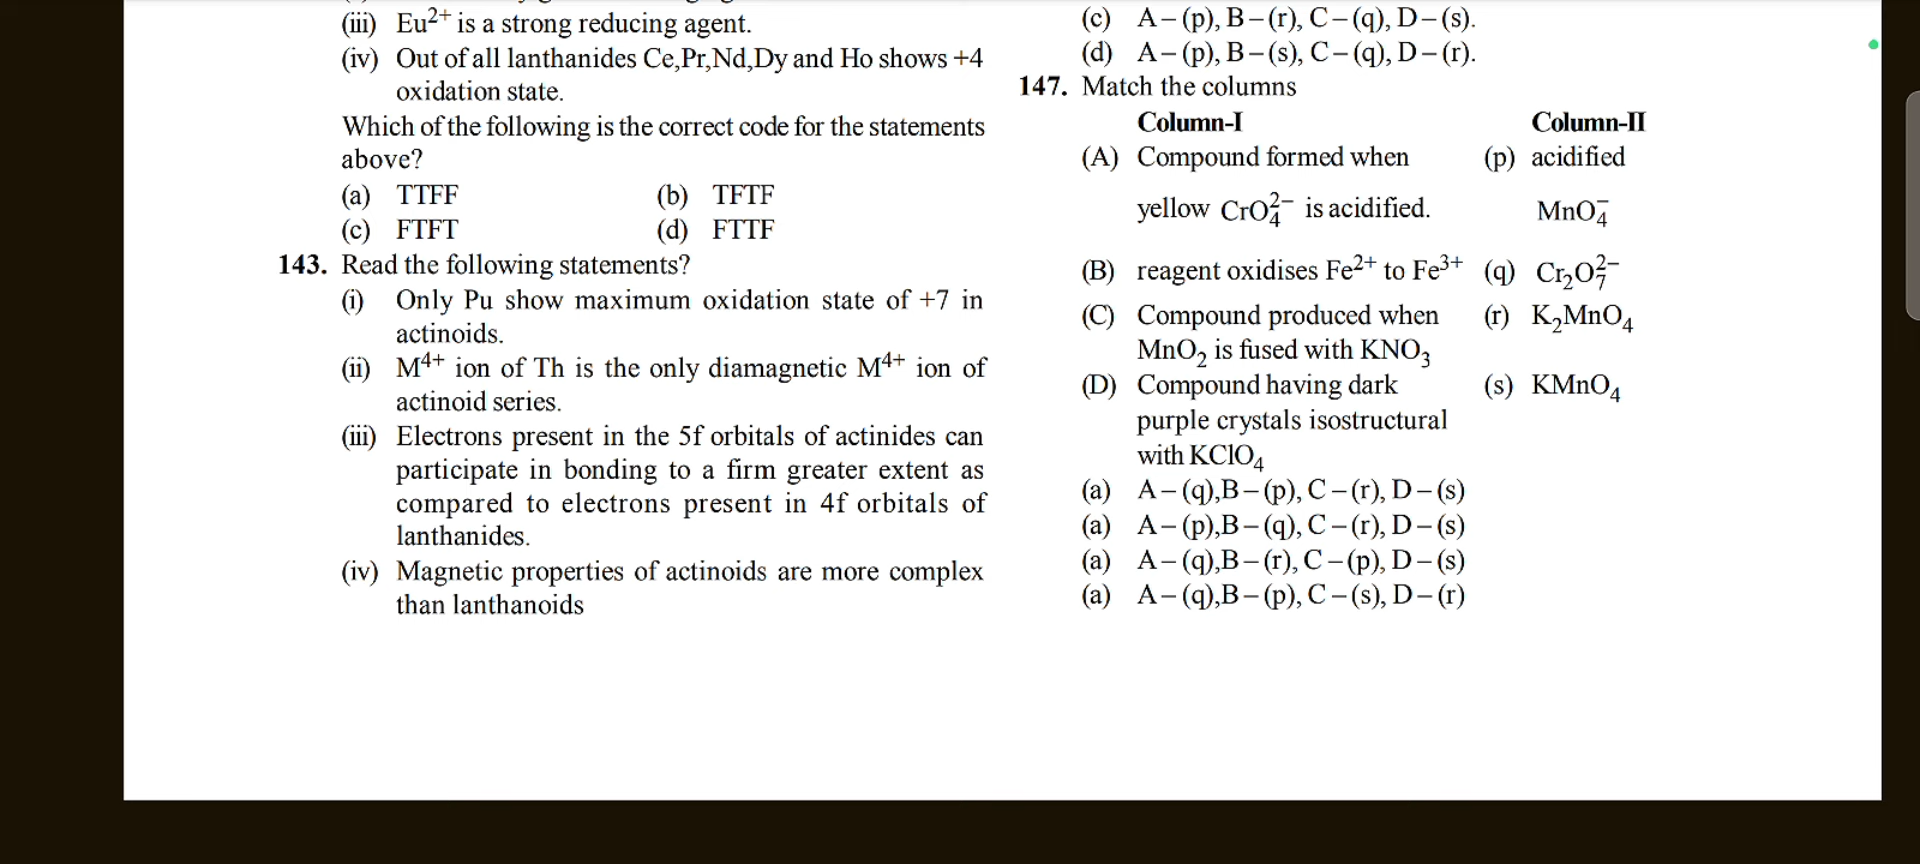 (iii) Eu²⁺ is a strong reducing agent.
(iv) Out of all lanthanides Ce,Pr,Nd,Dy and Ho shows +4
oxidation state.
Which of the following is the correct code for the statements
above?
(a) TTFF (b) TFTF
(c) FTFT (d) FTTF
143. Read the following statements?
(i) Only Pu show maximum oxidation state of +7 in
actinoids.
(ii) M⁴⁺ ion of Th is the only diamagnetic M⁴⁺ ion of
actinoid series.
(iii) Electrons present in the 5f orbitals of actinides can
participate in bonding to a firm greater extent as
compared to electrons present in 4f orbitals of
lanthanides.
(iv) Magnetic properties of actinoids are more complex
than lanthanoids
(c) A – (p), B – (r), C – (q), D – (s).
(d) A – (p), B – (s), C – (q), D – (r).
147. Match the columns
Column-I Column-II
(A) Compound formed when (p) acidified
yellow CrO₄²⁻ is acidified. MnO₄⁻
(B) reagent oxidises Fe²⁺ to Fe³⁺ (q) Cr₂O₇²⁻
(C) Compound produced when (r) K₂MnO₄
MnO₂ is fused with KNO₃
(D) Compound having dark (s) KMnO₄
purple crystals isostructural
with KClO₄
(a) A – (q),B – (p), C – (r), D – (s)
(a) A – (p),B – (q), C – (r), D – (s)
(a) A – (q),B – (r), C – (p), D – (s)
(a) A – (q),B – (p), C – (s), D – (r)